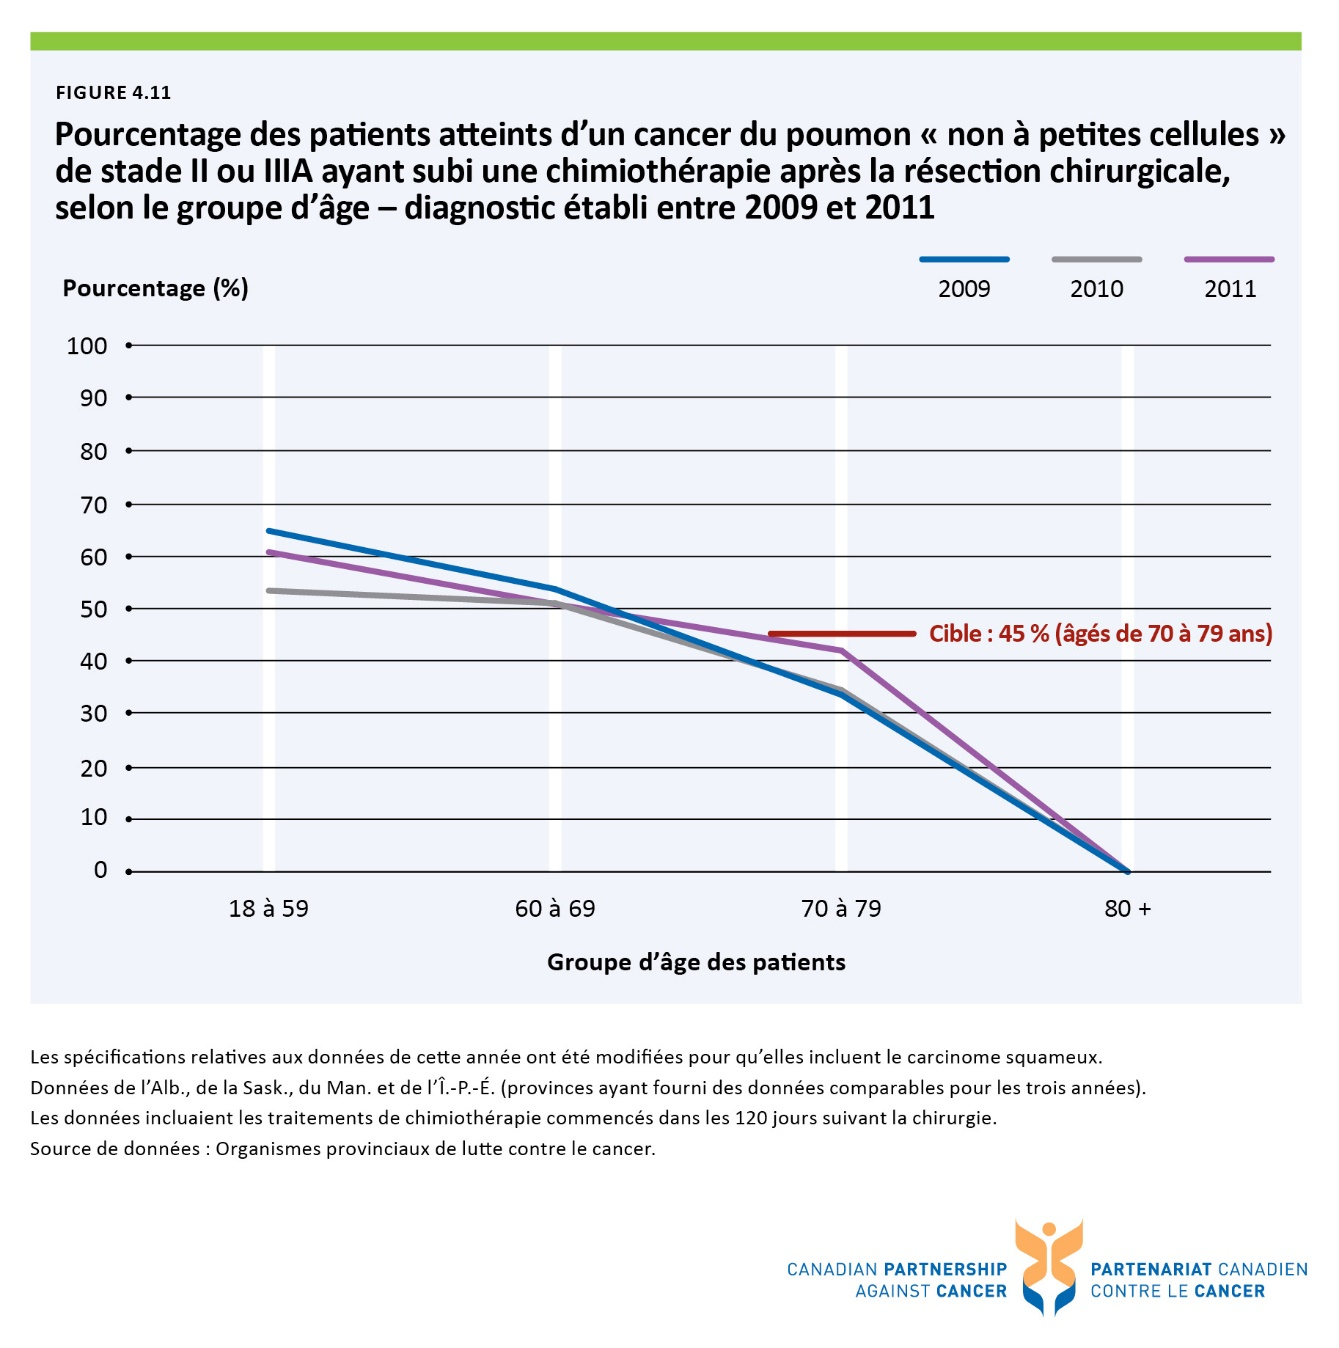 FIGURE 4.11
Pourcentage des patients atteints d’un cancer du poumon « non à petites cellules »
de stade II ou IIIA ayant subi une chimiothérapie après la résection chirurgicale,
selon le groupe d’âge – diagnostic établi entre 2009 et 2011
Pourcentage (%)
2009
2010
2011
100
90
80
70
60
50
40
30
20
10
0
Cible : 45 % (âgés de 70 à 79 ans)
18 à 59
60 à 69
70 à 79
80 +
Groupe d’âge des patients
Les spécifications relatives aux données de cette année ont été modifiées pour qu’elles incluent le carcinome squameux.
Données de l’Alb., de la Sask., du Man. et de l’Î.-P.-É. (provinces ayant fourni des données comparables pour les trois années).
Les données incluaient les traitements de chimiothérapie commencés dans les 120 jours suivant la chirurgie.
Source de données : Organismes provinciaux de lutte contre le cancer.
CANADIAN PARTNERSHIP
AGAINST CANCER
PARTENARIAT CANADIEN
CONTRE LE CANCER